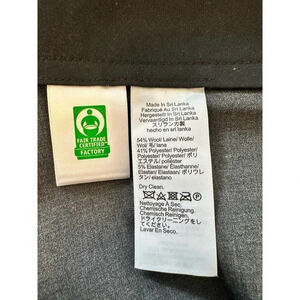 FAIR TRADE
CERTIFIED™
FACTORY
Made In Sri Lanka
Fabriqué Au Sri Lanka
Hergestellt In Sri Lanka
Vervaardigd In Sri Lanka
スリランカ製
hecho en sri lanka
54% Wool/ Laine/ Wolle/
Wol/ 毛/ lana
41% Polyester/ Polyester/
Polyester/ Polyester/ ポリ
エステル/ poliéster
5% Elastane/ Élasthanne/
Elastan/ Elastaan/ ポリウレ
タン/ elastano
Dry Clean.
Nettoyage À Sec.
Chemische Reinigung.
Chemisch Reinigen.
ドライクリーニングをし
てください。
Lavar En Seco.